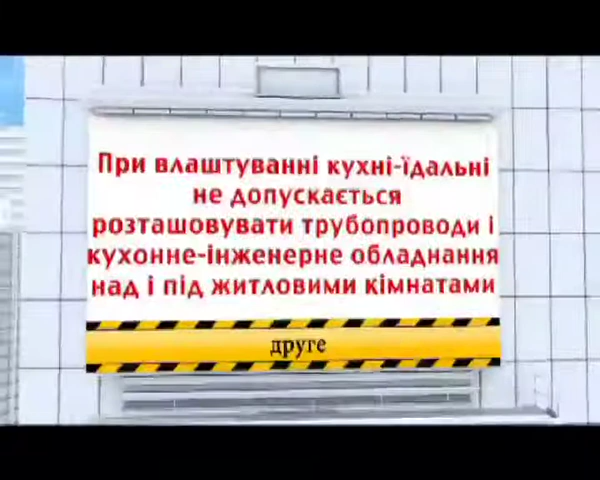 При влаштуванні кухні-їдальні
не допускається
розташовувати трубопроводи і
кухонне-інженерне обладнання
над і під житловими кімнатами
друге